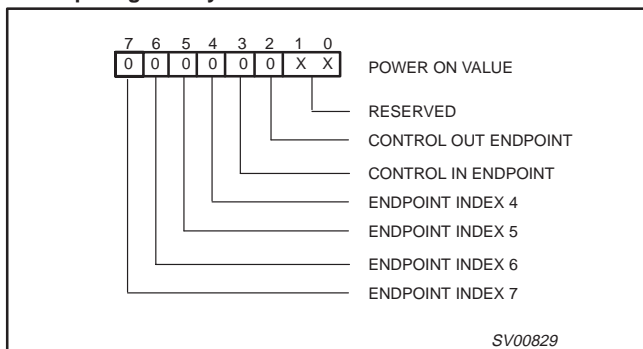 7 6 5 4 3 2 1 0
0 0 0 0 0 0 X X POWER ON VALUE
RESERVED
CONTROL OUT ENDPOINT
CONTROL IN ENDPOINT
ENDPOINT INDEX 4
ENDPOINT INDEX 5
ENDPOINT INDEX 6
ENDPOINT INDEX 7
SV00829